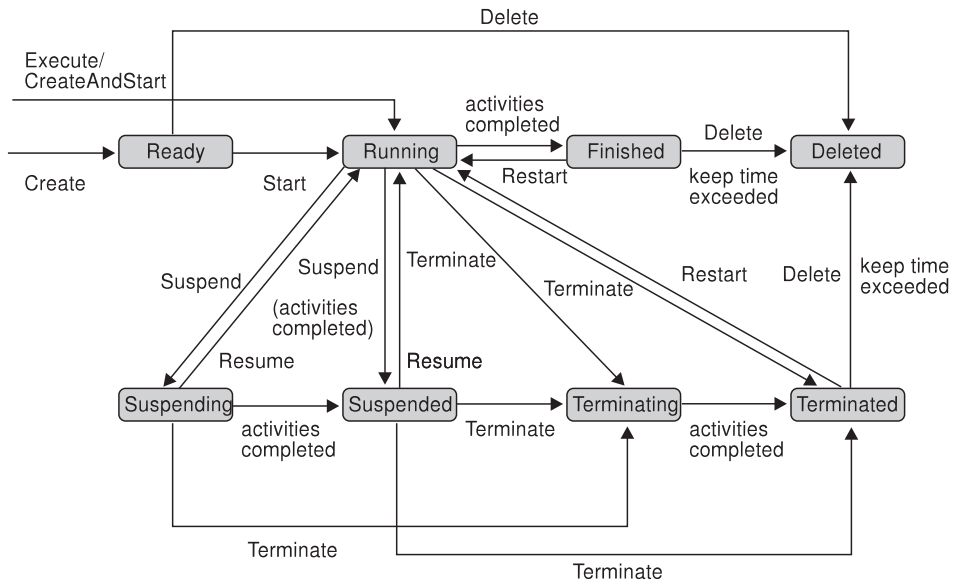 Delete
Execute/
CreateAndStart
activities
completed
Delete
Ready
Running
Finished
Deleted
Create
Start
Restart
keep time
exceeded
Suspend
Suspend
Terminate
Terminate
Restart
Delete
keep time
exceeded
(activities
completed)
Resume
Resume
Suspending
Suspended
Terminating
Terminated
activities
completed
Terminate
activities
completed
Terminate
Terminate